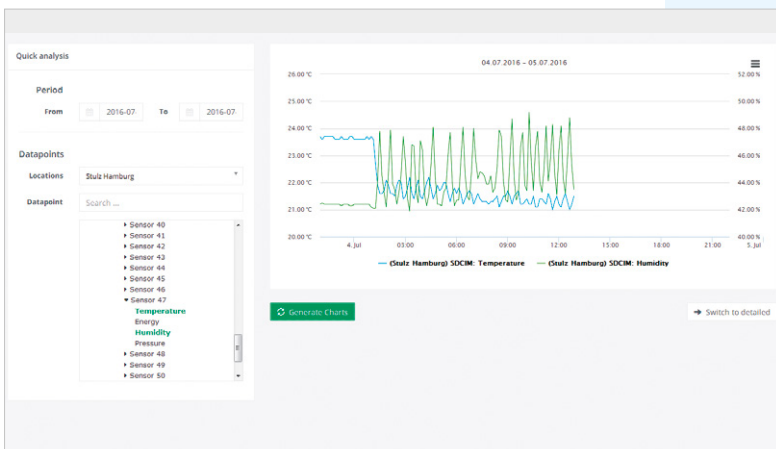 Quick analysis
Period
From 2016-07- To 2016-07-
Datapoints
Locations Stulz Hamburg
Datapoint Search ...
Sensor 40
Sensor 41
Sensor 42
Sensor 43
Sensor 44
Sensor 45
Sensor 46
Sensor 47
Temperature
Energy
Humidity
Pressure
Sensor 48
Sensor 49
Sensor 50
04.07.2016 – 05.07.2016
26.00 °C 52.00 %
25.00 °C 50.00 %
24.00 °C 48.00 %
23.00 °C 46.00 %
22.00 °C 44.00 %
21.00 °C 42.00 %
20.00 °C 40.00 %
4. Jul 03:00 06:00 09:00 12:00 15:00 18:00 21:00 5. Jul
(Stulz Hamburg) SDCIM: Temperature (Stulz Hamburg) SDCIM: Humidity
Generate Charts
Switch to detailed